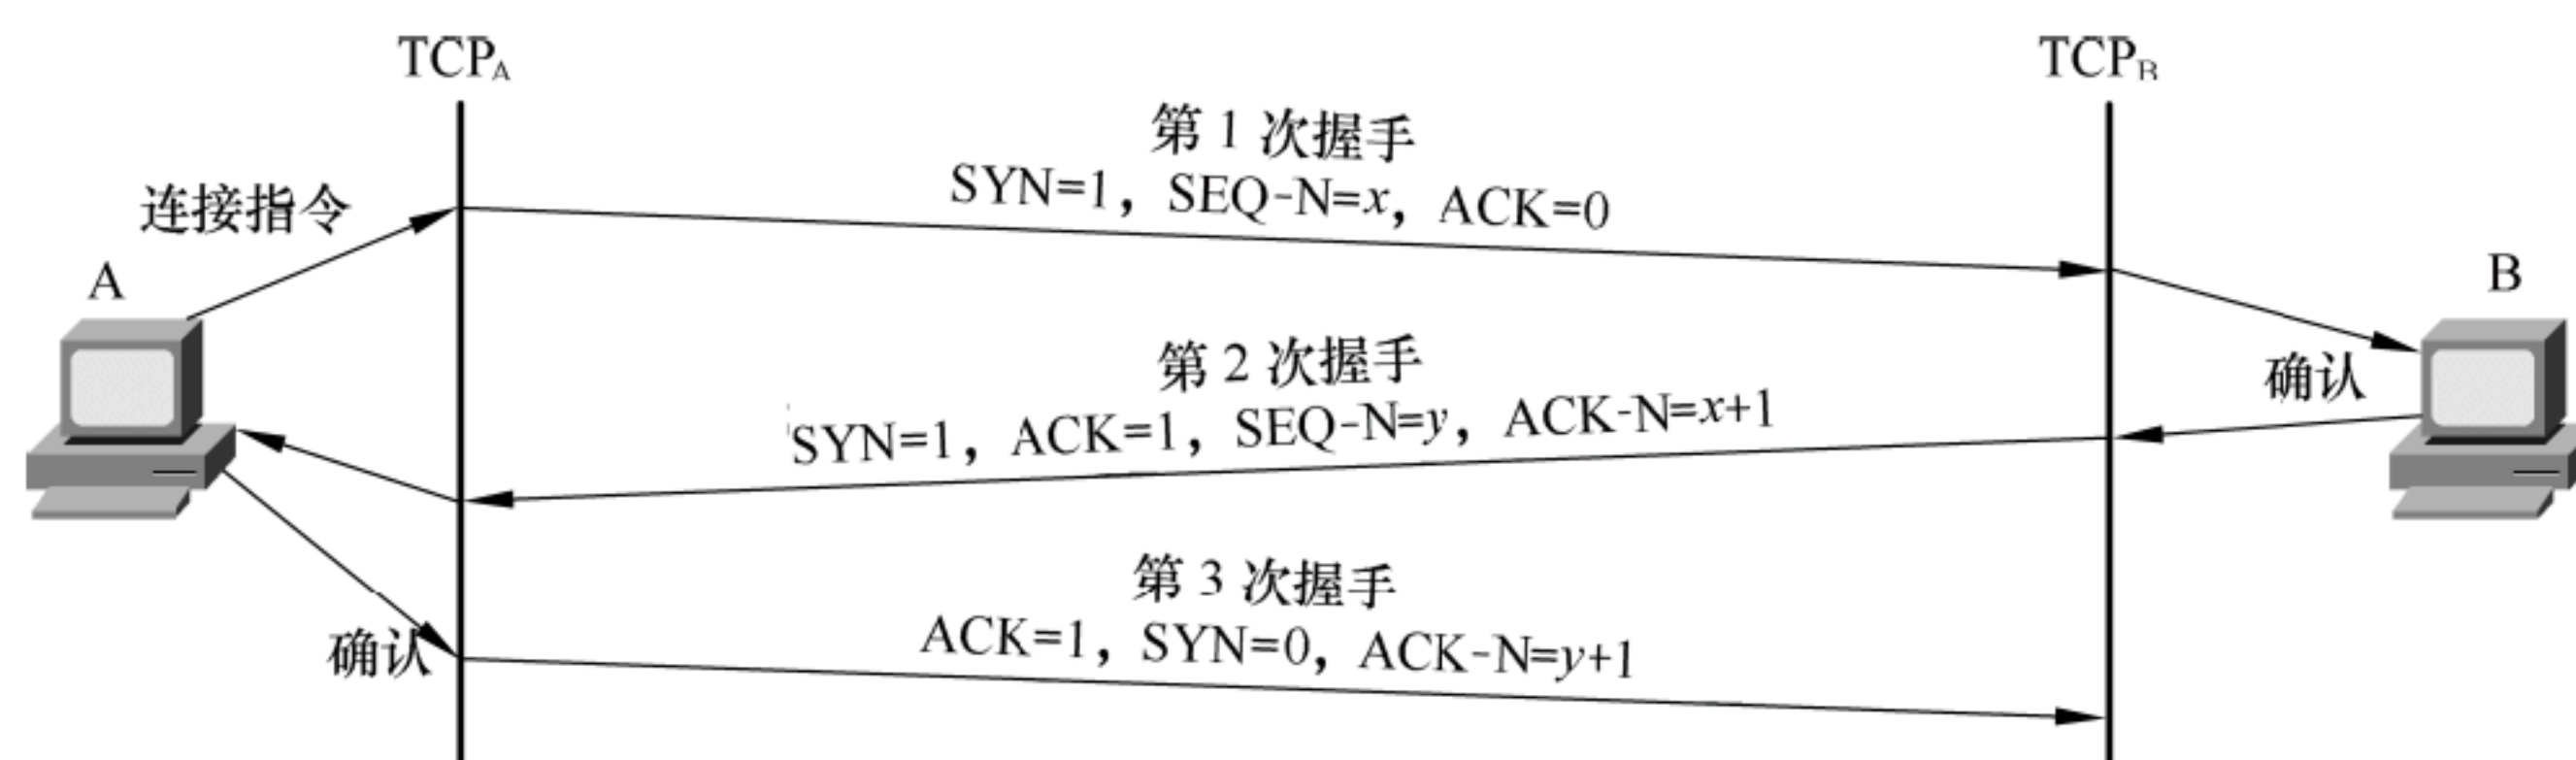 TCPA
TCPB
第 1 次握手
SYN=1，SEQ-N=x，ACK=0
连接指令
A
B
第 2 次握手
SYN=1，ACK=1，SEQ-N=y，ACK-N=x+1
确认
第 3 次握手
ACK=1，SYN=0，ACK-N=y+1
确认